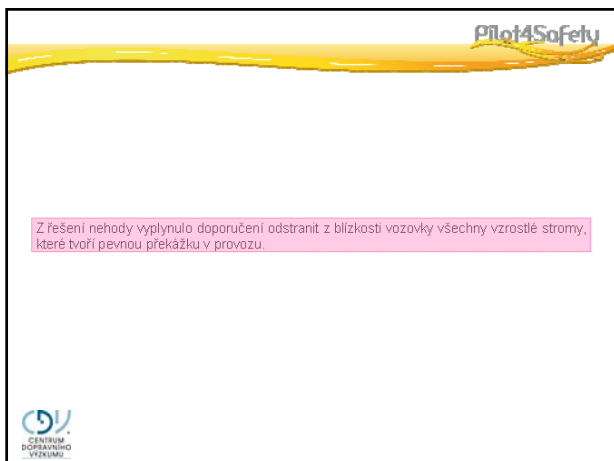 Pilot4Safety
Z řešení nehody vyplynulo doporučení odstranit z blízkosti vozovky všechny vzrostlé stromy,
které tvoří pevnou překážku v provozu.
CDV
CENTRUM
DOPRAVNÍHO
VÝZKUMU